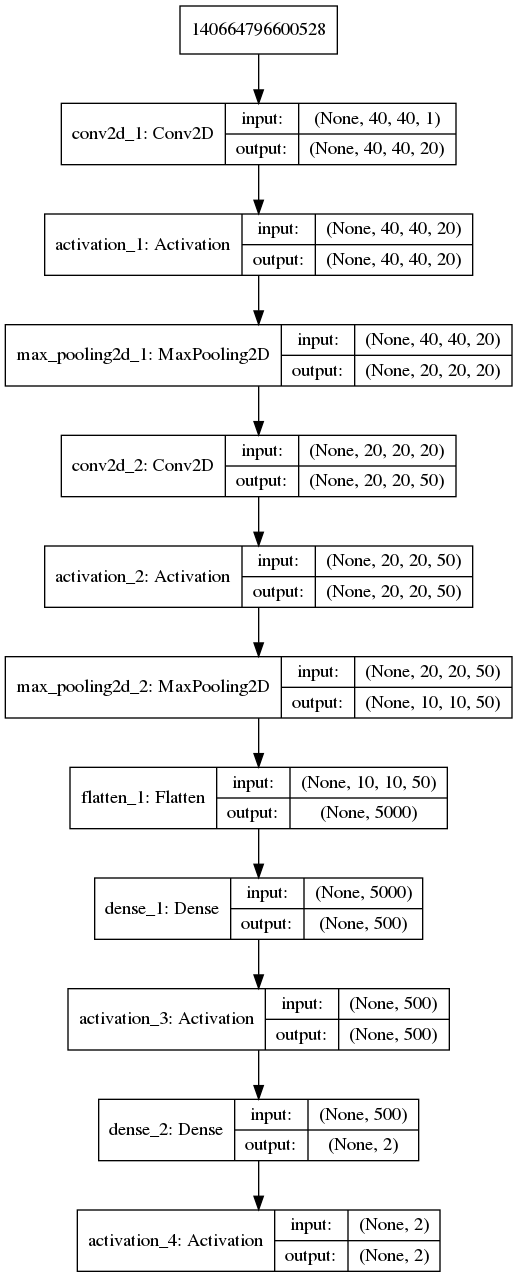 140664796600528
conv2d_1: Conv2D
input:
(None, 40, 40, 1)
output:
(None, 40, 40, 20)
activation_1: Activation
input:
(None, 40, 40, 20)
output:
(None, 40, 40, 20)
max_pooling2d_1: MaxPooling2D
input:
(None, 40, 40, 20)
output:
(None, 20, 20, 20)
conv2d_2: Conv2D
input:
(None, 20, 20, 20)
output:
(None, 20, 20, 50)
activation_2: Activation
input:
(None, 20, 20, 50)
output:
(None, 20, 20, 50)
max_pooling2d_2: MaxPooling2D
input:
(None, 20, 20, 50)
output:
(None, 10, 10, 50)
flatten_1: Flatten
input:
(None, 10, 10, 50)
output:
(None, 5000)
dense_1: Dense
input:
(None, 5000)
output:
(None, 500)
activation_3: Activation
input:
(None, 500)
output:
(None, 500)
dense_2: Dense
input:
(None, 500)
output:
(None, 2)
activation_4: Activation
input:
(None, 2)
output:
(None, 2)